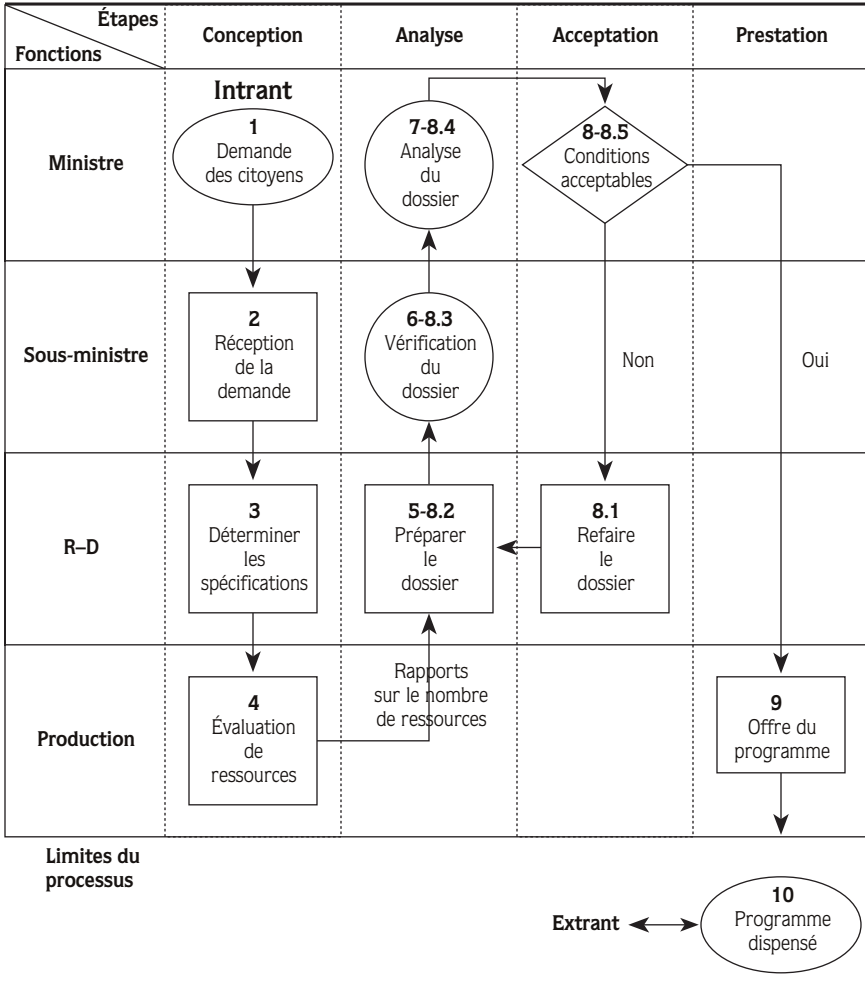 Étapes
Fonctions
Conception
Analyse
Acceptation
Prestation
Ministre
Intrant
1
Demande
des citoyens
7-8.4
Analyse
du
dossier
8-8.5
Conditions
acceptables
Sous-ministre
2
Réception
de la
demande
6-8.3
Vérification
du
dossier
Non
Oui
R–D
3
Déterminer
les
spécifications
5-8.2
Préparer
le
dossier
8.1
Refaire
le
dossier
Production
4
Évaluation
de
ressources
Rapports
sur le nombre
de ressources
9
Offre du
programme
Limites du
processus
Extrant
10
Programme
dispensé